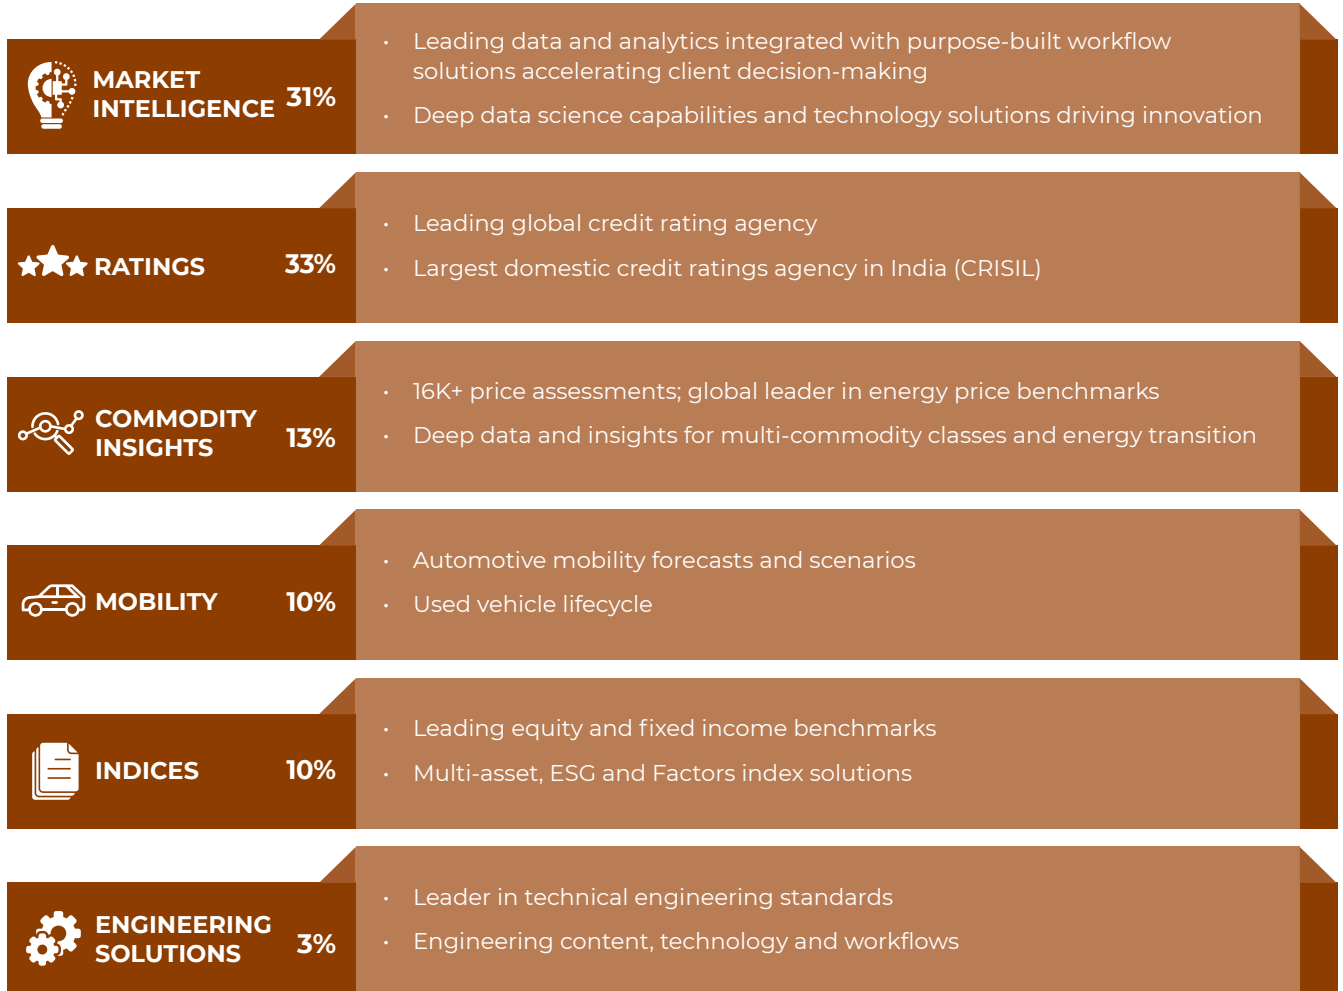 MARKET
INTELLIGENCE 31%
• Leading data and analytics integrated with purpose-built workflow
solutions accelerating client decision-making
• Deep data science capabilities and technology solutions driving innovation
RATINGS 33%
• Leading global credit rating agency
• Largest domestic credit ratings agency in India (CRISIL)
COMMODITY
INSIGHTS 13%
• 16K+ price assessments; global leader in energy price benchmarks
• Deep data and insights for multi-commodity classes and energy transition
MOBILITY 10%
• Automotive mobility forecasts and scenarios
• Used vehicle lifecycle
INDICES 10%
• Leading equity and fixed income benchmarks
• Multi-asset, ESG and Factors index solutions
ENGINEERING
SOLUTIONS 3%
• Leader in technical engineering standards
• Engineering content, technology and workflows